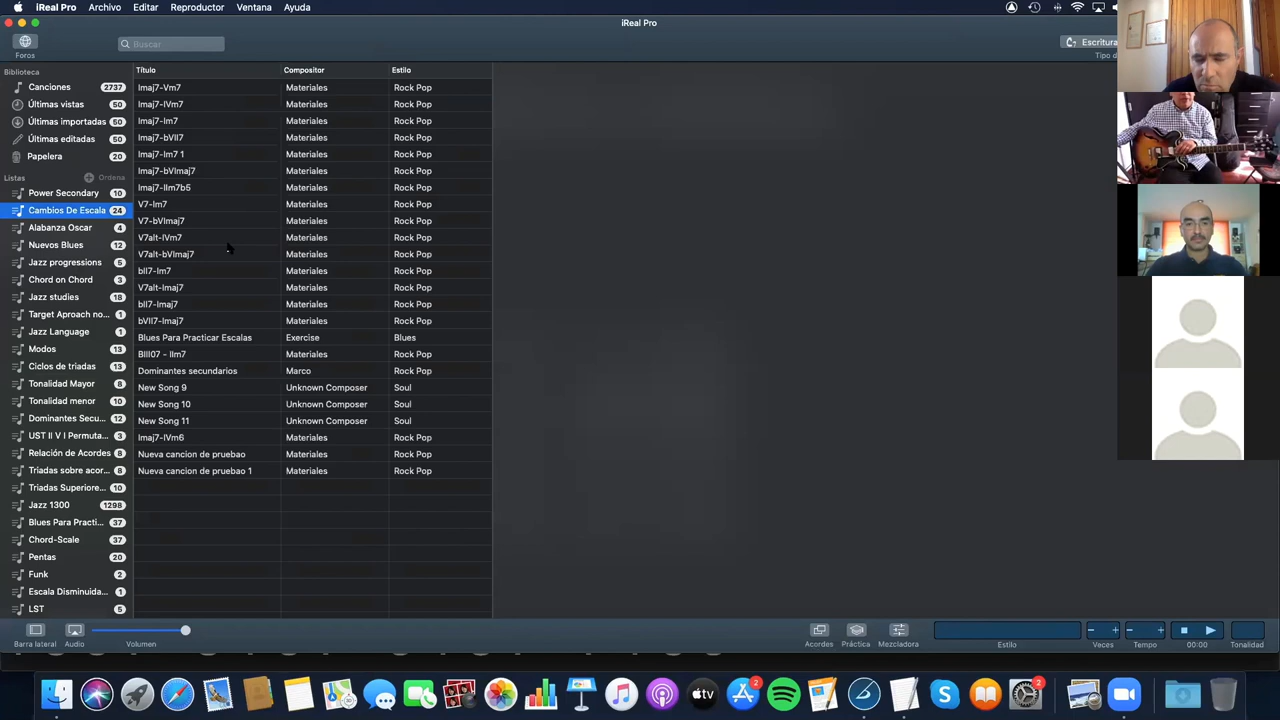 iReal Pro Archivo Editar Reproductor Ventana Ayuda
iReal Pro
Foros
Buscar
Escritura
Tipo d
Biblioteca
Canciones 2737
Últimas vistas 50
Últimas importadas 50
Últimas editadas 50
Papelera 20
Listas Ordena
Power Secondary 10
Cambios De Escala 24
Alabanza Oscar 4
Nuevos Blues 12
Jazz progressions 5
Chord on Chord 3
Jazz studies 18
Target Aproach no... 1
Jazz Language 1
Modos 13
Ciclos de triadas 13
Tonalidad Mayor 8
Tonalidad menor 10
Dominantes Secu... 12
UST II V I Permuta... 3
Relación de Acordes 8
Triadas sobre acor... 8
Triadas Superiore... 10
Jazz 1300 1298
Blues Para Practi... 37
Chord-Scale 37
Pentas 20
Funk 2
Escala Disminuida... 1
LST 5
Título Compositor Estilo
Imaj7-Vm7 Materiales Rock Pop
Imaj7-IVm7 Materiales Rock Pop
Imaj7-Im7 Materiales Rock Pop
Imaj7-bVII7 Materiales Rock Pop
Imaj7-Im7 1 Materiales Rock Pop
Imaj7-bVImaj7 Materiales Rock Pop
Imaj7-IIm7b5 Materiales Rock Pop
V7-Im7 Materiales Rock Pop
V7-bVImaj7 Materiales Rock Pop
V7alt-IVm7 Materiales Rock Pop
V7alt-bVImaj7 Materiales Rock Pop
bII7-Im7 Materiales Rock Pop
V7alt-Imaj7 Materiales Rock Pop
bII7-Imaj7 Materiales Rock Pop
bVII7-Imaj7 Materiales Rock Pop
Blues Para Practicar Escalas Exercise Blues
BIII07 - IIm7 Materiales Rock Pop
Dominantes secundarios Marco Rock Pop
New Song 9 Unknown Composer Soul
New Song 10 Unknown Composer Soul
New Song 11 Unknown Composer Soul
Imaj7-IVm6 Materiales Rock Pop
Nueva cancion de pruebao Materiales Rock Pop
Nueva cancion de pruebao 1 Materiales Rock Pop
Barra lateral Audio Volumen Acordes Práctica Mezcladora Estilo Veces Tempo 00:00 Tonalidad
2 2